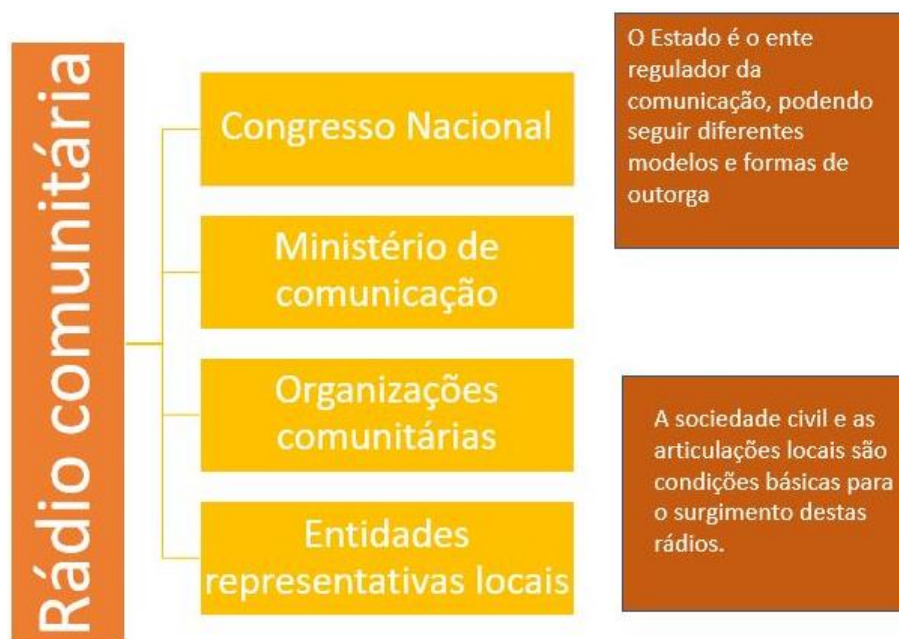 Rádio comunitária
Congresso Nacional
Ministério de
comunicação
Organizações
comunitárias
Entidades
representativas locais
O Estado é o ente
regulador da
comunicação, podendo
seguir diferentes
modelos e formas de
outorga
A sociedade civil e as
articulações locais são
condições básicas para
o surgimento destas
rádios.